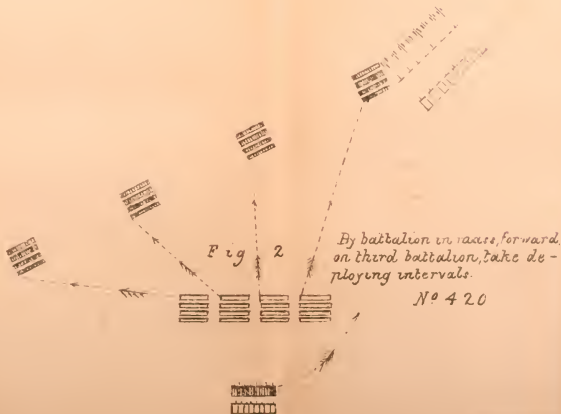 Fig 2
By battalion in mass, forward,
on third battalion, take de-
ploying intervals.
Nº 420